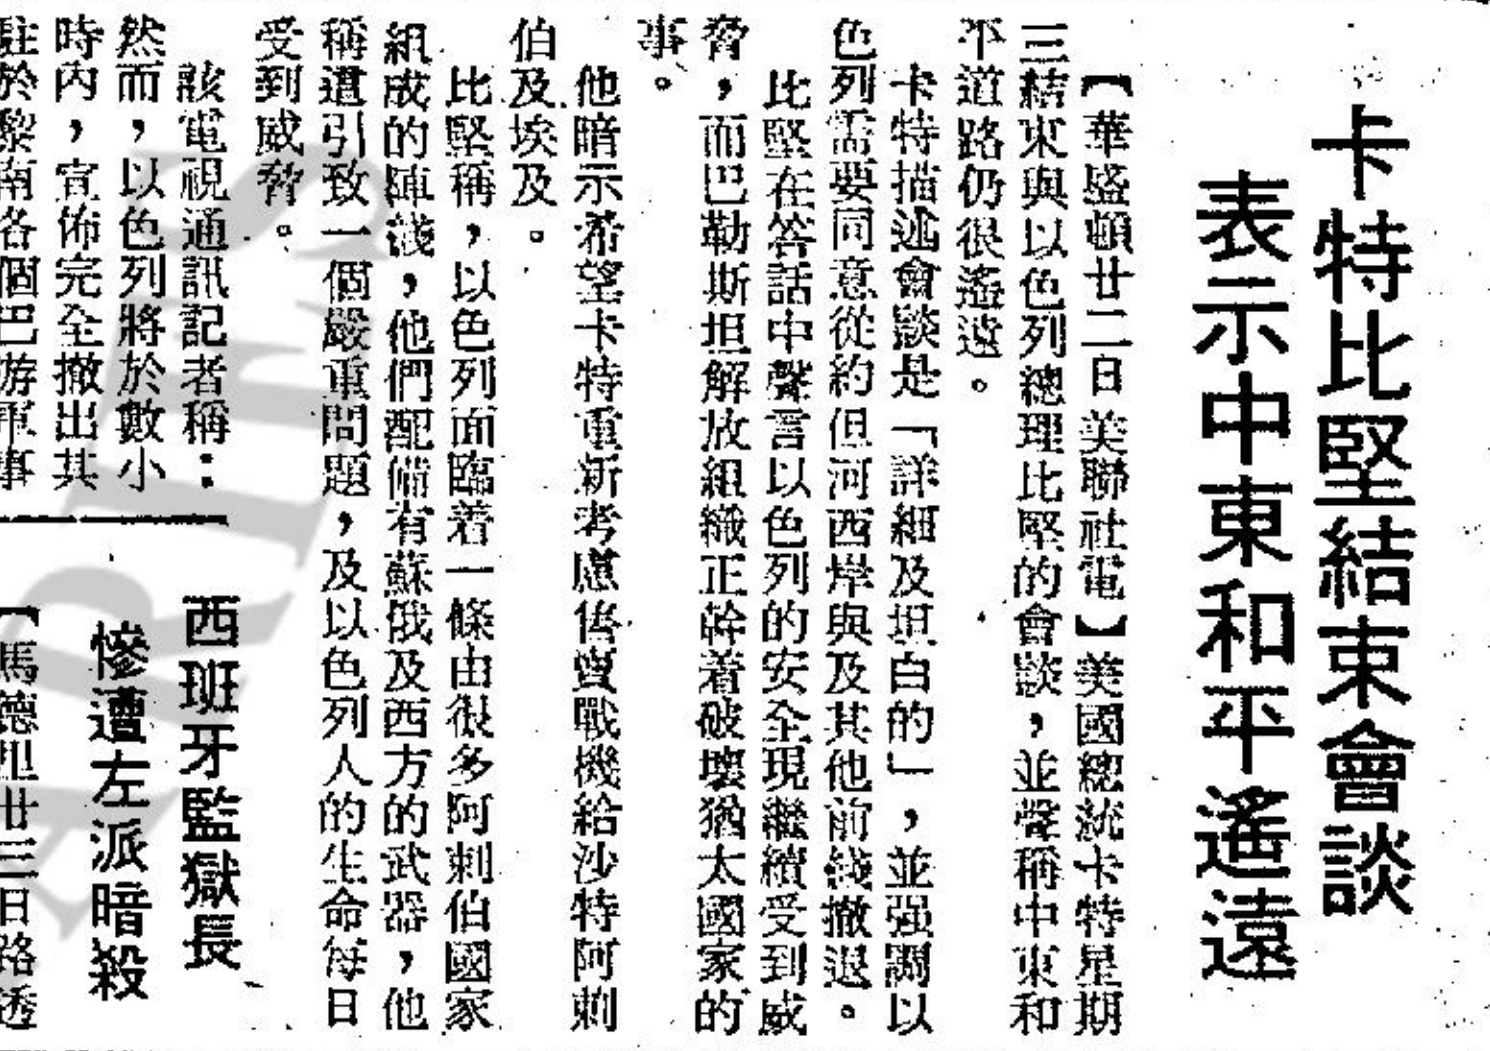 卡特比堅結束會談
表示中東和平遙遠
【華盛頓廿二日美聯社電】美國總統卡特星期
三結束與以色列總理比堅的會談，並聲稱中東和
平道路仍很遙遠。
卡特描述會談是「詳細及坦白的」，並强調以
色列需要同意從約但河西岸與及其他前綫撤退。
比堅在答話中聲言以色列的安全現繼續受到威
脅，而巴勒斯坦解放組織正幹着破壞猶太國家的
事。
他暗示希望卡特重新考慮售賣戰機給沙特阿剌
伯及埃及。
比堅稱，以色列面臨着一條由很多阿剌伯國家
組成的陣綫，他們配備有蘇俄及西方的武器，他
稱這引致一個嚴重問題，及以色列人的生命每日
受到威脅。
該電視通訊記者稱：
然而，以色列將於數小
時內，宣佈完全撤出其
駐於黎南各個巴游軍事
西班牙監獄長
慘遭左派暗殺
【馬德里廿三日路透
ARIES